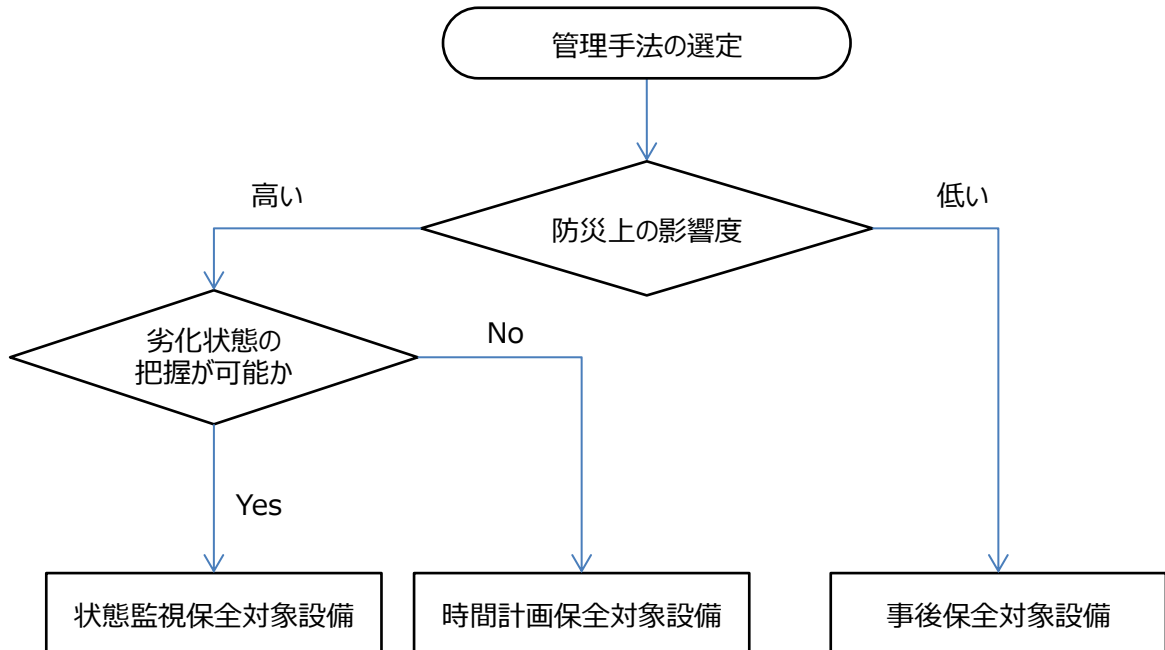 管理手法の選定
高い
低い
防災上の影響度
劣化状態の
把握が可能か
No
Yes
状態監視保全対象設備
時間計画保全対象設備
事後保全対象設備